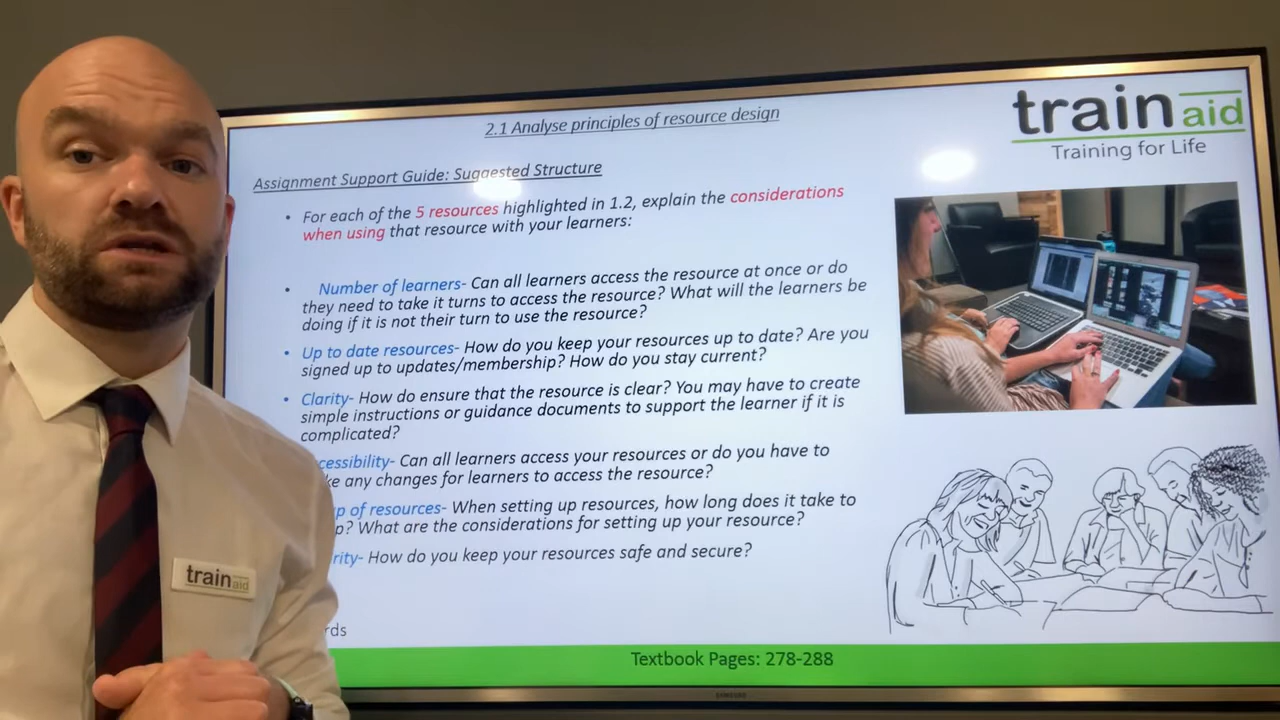 2.1 Analyse principles of resource design
train aid
Training for Life
Assignment Support Guide: Suggested Structure
• For each of the 5 resources highlighted in 1.2, explain the considerations
when using that resource with your learners:
• Number of learners- Can all learners access the resource at once or do
they need to take it turns to access the resource? What will the learners be
doing if it is not their turn to use the resource?
• Up to date resources- How do you keep your resources up to date? Are you
signed up to updates/membership? How do you stay current?
• Clarity- How do ensure that the resource is clear? You may have to create
simple instructions or guidance documents to support the learner if it is
complicated?
cessibility- Can all learners access your resources or do you have to
ke any changes for learners to access the resource?
up of resources- When setting up resources, how long does it take to
p? What are the considerations for setting up your resource?
rity- How do you keep your resources safe and secure?
rds
Textbook Pages: 278-288
SAMSUNG
train aid